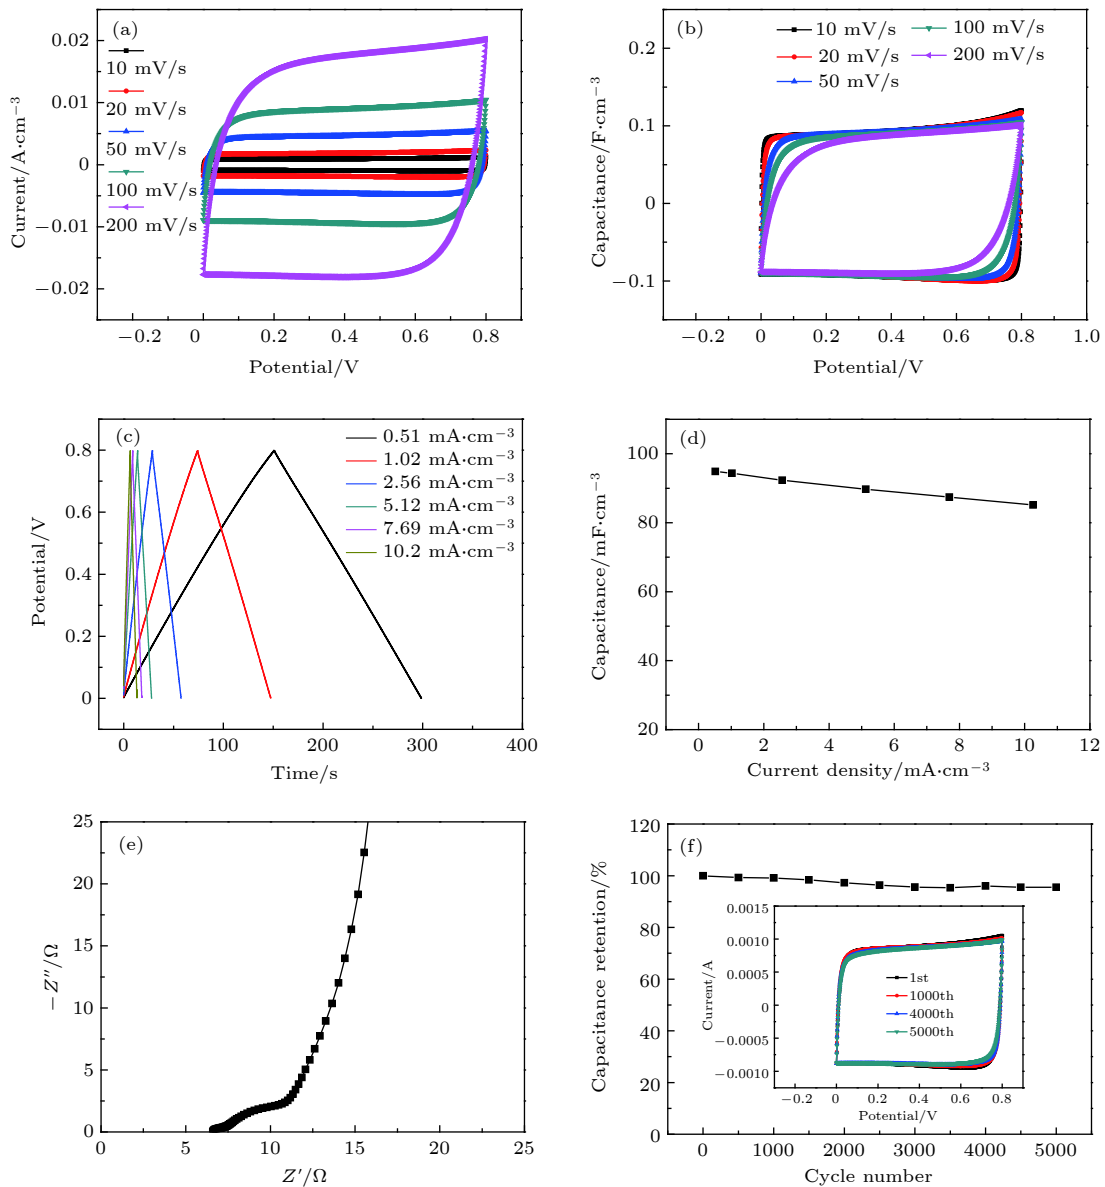 (a)
10 mV/s
20 mV/s
50 mV/s
100 mV/s
200 mV/s
0.02
0.01
0
−0.01
−0.02
Current/A·cm−3
−0.2 0 0.2 0.4 0.6 0.8
Potential/V
(b)
10 mV/s
20 mV/s
50 mV/s
100 mV/s
200 mV/s
0.2
0.1
0
−0.1
Capacitance/F·cm−3
−0.2 0 0.2 0.4 0.6 0.8 1.0
Potential/V
(c)
0.51 mA·cm−3
1.02 mA·cm−3
2.56 mA·cm−3
5.12 mA·cm−3
7.69 mA·cm−3
10.2 mA·cm−3
0.8
0.6
0.4
0.2
0
Potential/V
0 100 200 300 400
Time/s
(d)
100
80
60
40
20
Capacitance/mF·cm−3
0 2 4 6 8 10 12
Current density/mA·cm−3
(e)
25
20
15
10
5
0
−Z″/Ω
0 5 10 15 20 25
Z′/Ω
(f)
120
100
80
60
40
20
0
Capacitance retention/%
0 1000 2000 3000 4000 5000
Cycle number
0.0015
0.0010
0.0005
0
−0.0005
−0.0010
Current/A
1st
1000th
4000th
5000th
−0.2 0 0.2 0.4 0.6 0.8
Potential/V